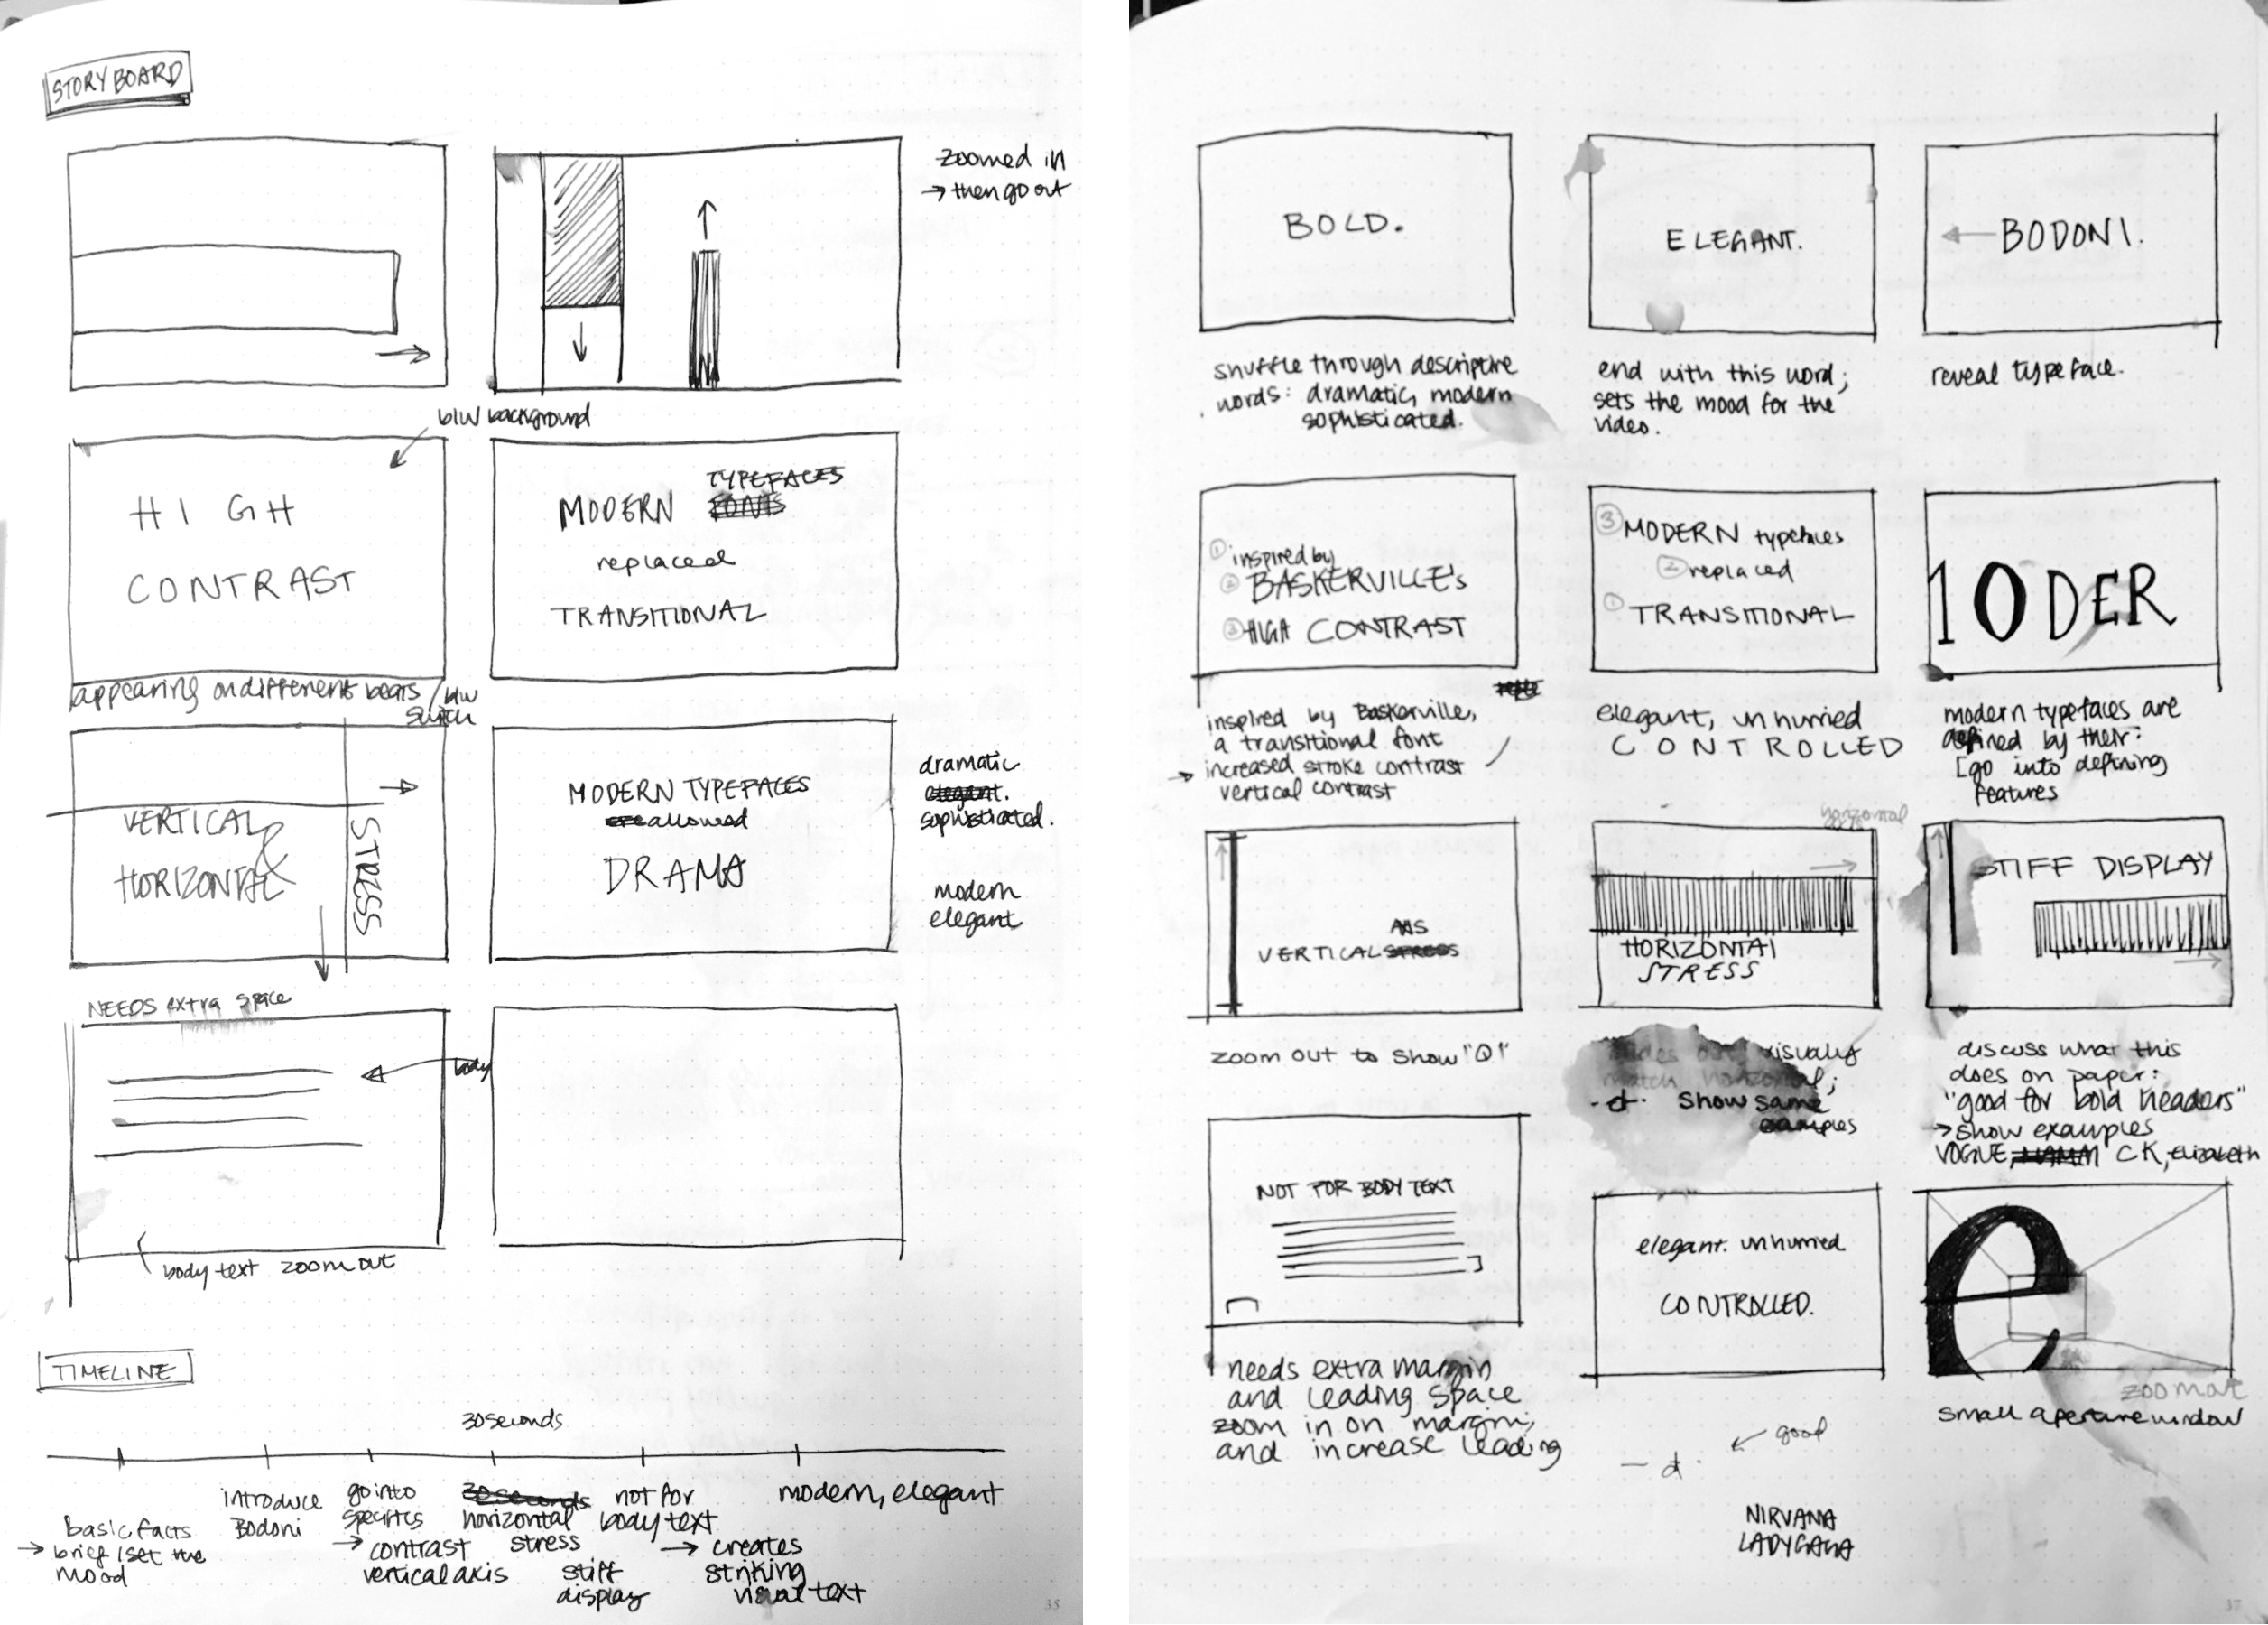 STORYBOARD
zoomed in
→ then go out
b/w background
HIGH
CONTRAST
TYPEFACES
MODERN FONTS
replaced
TRANSITIONAL
appearing on different beats / b/w
switch
VERTICAL &
HORIZONTAL
STRESS
MODERN TYPEFACES
allowed
DRAMA
dramatic
elegant.
sophisticated.
modern
elegant
NEEDS extra space
body
body text zoom out
TIMELINE
30 seconds
basic facts
→ brief / set the
mood
introduce
Bodoni
go into
specifics
→ contrast
vertical axis
30 seconds
horizontal
stress
stiff
display
not for
body text
→ creates
striking
visual text
modern, elegant
35
BOLD.
shuffle through descriptive
words: dramatic, modern
sophisticated.
ELEGANT.
end with this word;
sets the mood for the
video.
← BODONI.
reveal typeface.
① inspired by
② BASKERVILLE's
③ HIGH CONTRAST
inspired by Baskerville,
a transitional font
→ increased stroke contrast
vertical contrast
③ MODERN typefaces
② replaced
① TRANSITIONAL
elegant, unhurried
CONTROLLED
1ODER
modern typefaces are
defined by their:
[go into defining
features
AXIS
VERTICAL STRESS
zoom out to show "Q1"
horizontal
HORIZONTAL
STRESS
visually
match horizontal;
-d. show same
examples
STIFF DISPLAY
discuss what this
does on paper:
"good for bold headers"
→ show examples
VOGUE, CK, Elizabeth
NOT FOR BODY TEXT
needs extra margin
and leading space
zoom in on margin,
and increase leading
elegant. unhurried
CONTROLLED.
← good
— d.
NIRVANA
LADYGAGA
e
zoom out
small aperture window
37